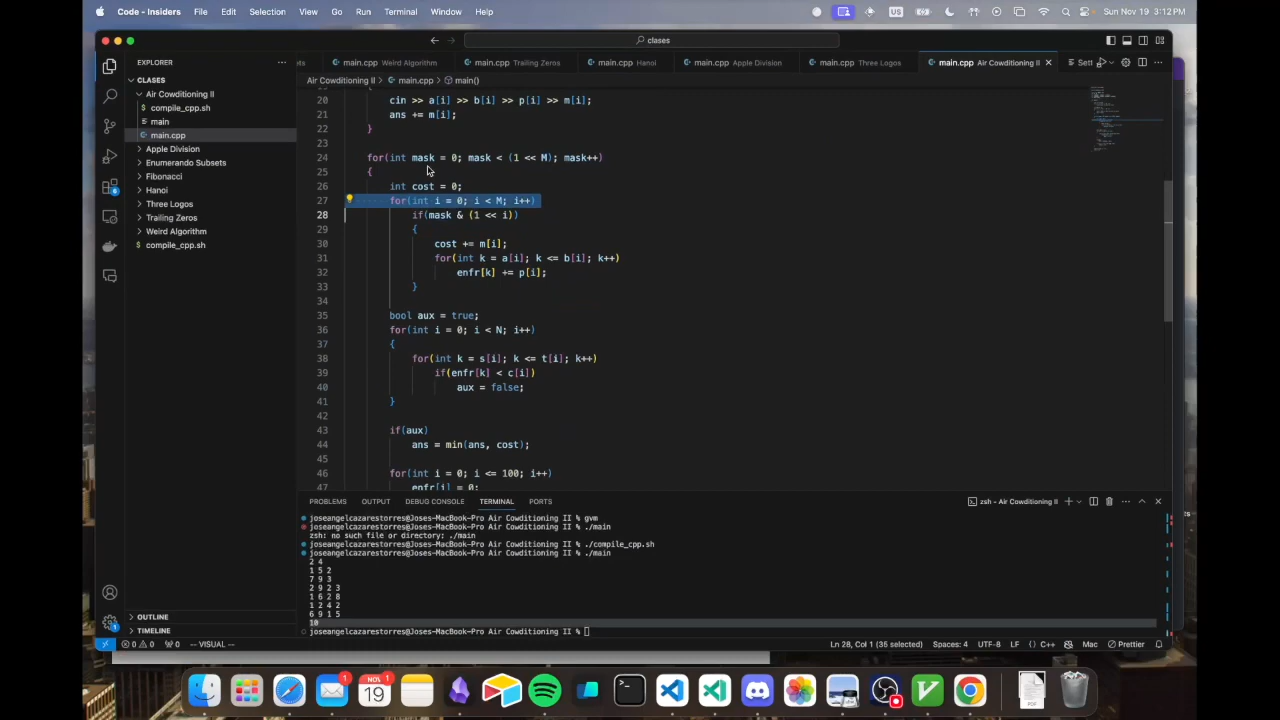 Code - Insiders File Edit Selection View Go Run Terminal Window Help
US Sun Nov 19 3:12 PM
clases
EXPLORER
ets main.cpp Weird Algorithm main.cpp Trailing Zeros main.cpp Hanoi main.cpp Apple Division main.cpp Three Logos main.cpp Air Cowditioning II Sett
CLASES
Air Cowditioning II > main.cpp > main()
Air Cowditioning II
compile_cpp.sh
main
main.cpp
Apple Division
Enumerando Subsets
Fibonacci
Hanoi
Three Logos
Trailing Zeros
Weird Algorithm
compile_cpp.sh
20 cin >> a[i] >> b[i] >> p[i] >> m[i];
21 ans += m[i];
22 }
23
24 for(int mask = 0; mask < (1 << M); mask++)
25 {
26 int cost = 0;
27 for(int i = 0; i < M; i++)
28 if(mask & (1 << i))
29 {
30 cost += m[i];
31 for(int k = a[i]; k <= b[i]; k++)
32 enfr[k] += p[i];
33 }
34
35 bool aux = true;
36 for(int i = 0; i < N; i++)
37 {
38 for(int k = s[i]; k <= t[i]; k++)
39 if(enfr[k] < c[i])
40 aux = false;
41 }
42
43 if(aux)
44 ans = min(ans, cost);
45
46 for(int i = 0; i <= 100; i++)
47 enfr[i] = 0;
PROBLEMS OUTPUT DEBUG CONSOLE TERMINAL PORTS
zsh - Air Cowditioning II
joseangelcazarestorres@Joses-MacBook-Pro Air Cowditioning II % gvm
joseangelcazarestorres@Joses-MacBook-Pro Air Cowditioning II % ./main
zsh: no such file or directory: ./main
joseangelcazarestorres@Joses-MacBook-Pro Air Cowditioning II % ./compile_cpp.sh
joseangelcazarestorres@Joses-MacBook-Pro Air Cowditioning II % ./main
2 4
1 5 2
7 9 3
2 9 2 3
1 6 2 8
1 2 4 2
6 9 1 5
10
joseangelcazarestorres@Joses-MacBook-Pro Air Cowditioning II %
OUTLINE
TIMELINE
0 0 0 -- VISUAL -- Ln 28, Col 1 (35 selected) Spaces: 4 UTF-8 LF {} C++ Mac Prettier
NOV 19
PDF